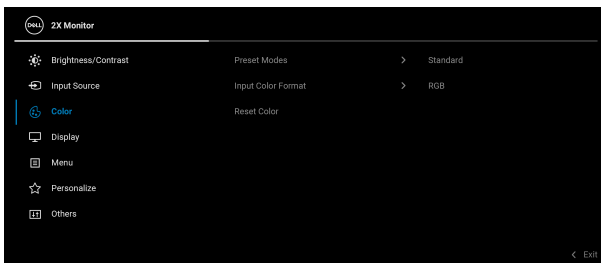 DELL 2X Monitor
Brightness/Contrast Preset Modes > Standard
Input Source Input Color Format > RGB
Color Reset Color
Display
Menu
Personalize
Others
< Exit